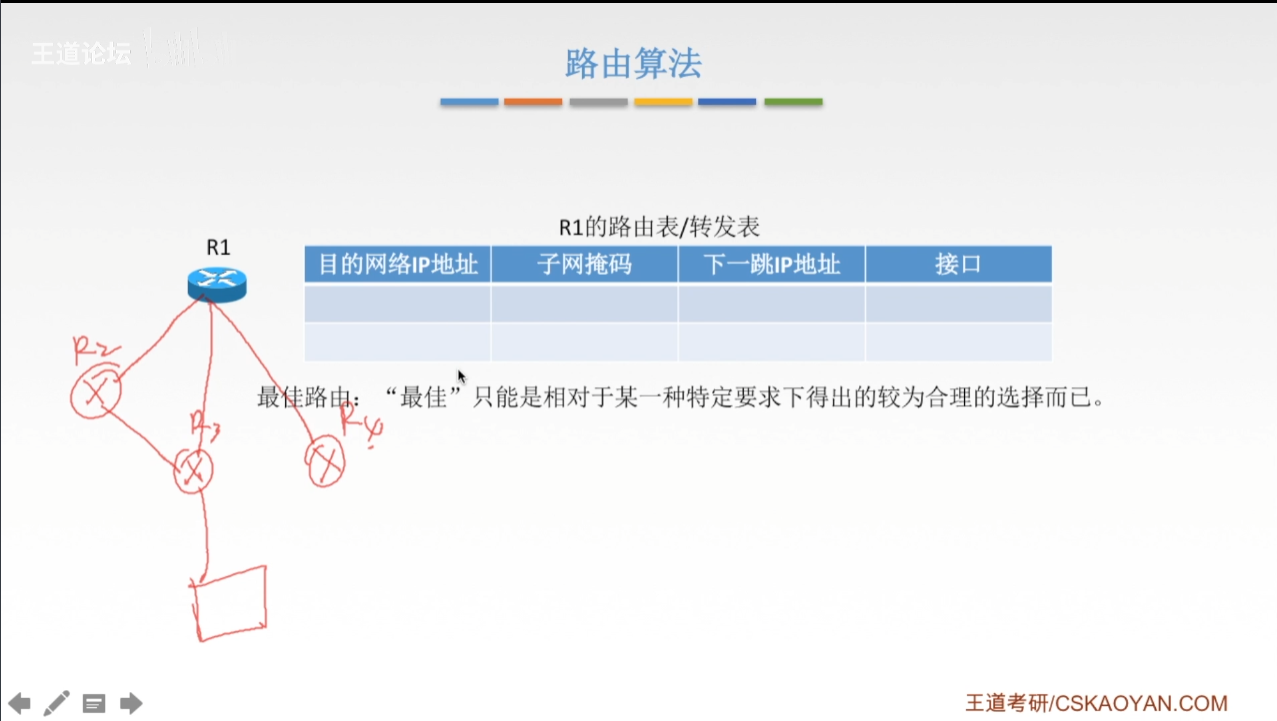 王道论坛
路由算法
R1的路由表/转发表
R1
目的网络IP地址 子网掩码 下一跳IP地址 接口
R2
最佳路由：“最佳”只能是相对于某一种特定要求下得出的较为合理的选择而已。
R3
R4
王道考研/CSKAOYAN.COM